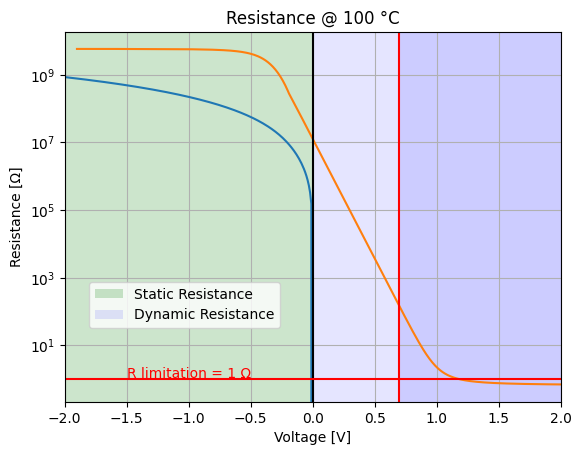 Resistance @ 100 °C
Resistance [Ω]
10⁹
10⁷
10⁵
10³
10¹
Static Resistance
Dynamic Resistance
R limitation = 1 Ω
−2.0 −1.5 −1.0 −0.5 0.0 0.5 1.0 1.5 2.0
Voltage [V]